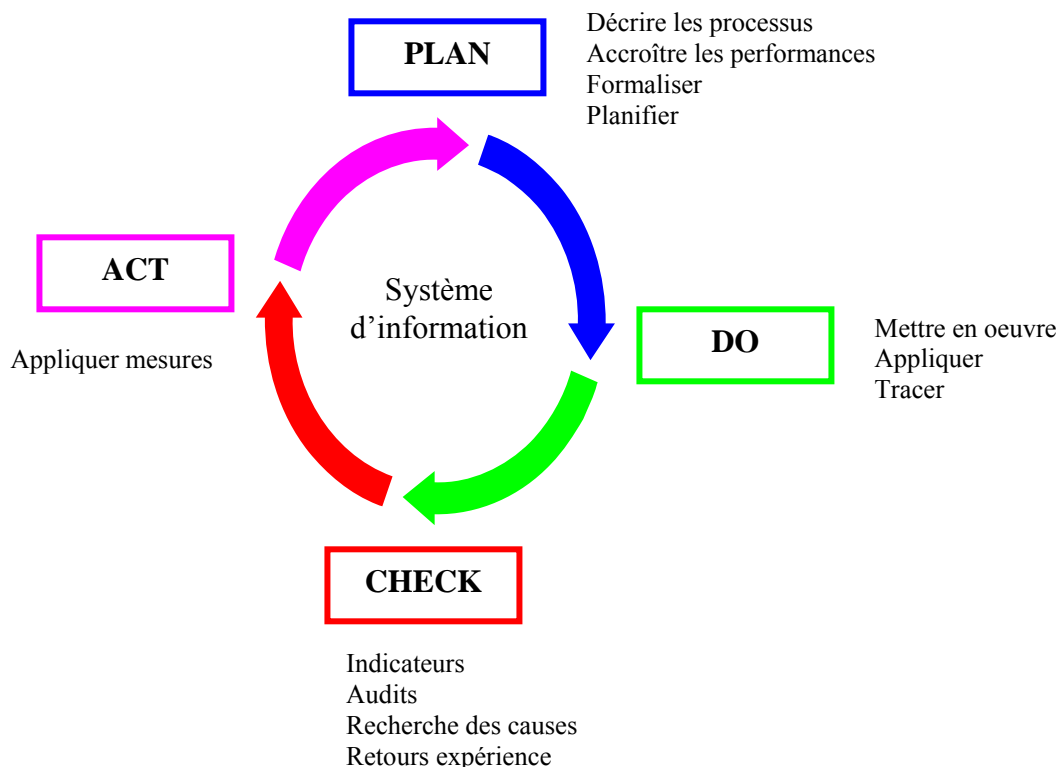 PLAN
Décrire les processus
Accroître les performances
Formaliser
Planifier
ACT
Appliquer mesures
Système
d’information
DO
Mettre en oeuvre
Appliquer
Tracer
CHECK
Indicateurs
Audits
Recherche des causes
Retours expérience